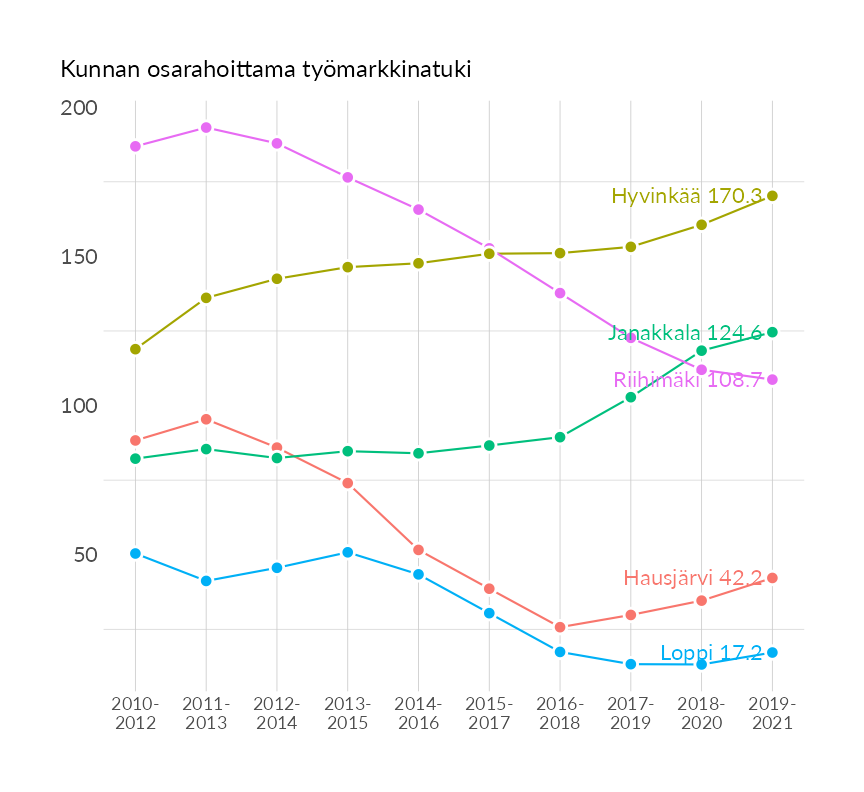 Kunnan osarahoittama työmarkkinatuki
200
Hyvinkää 170.3
150
Janakkala 124.6
Riihimäki 108.7
100
50
Hausjärvi 42.2
Loppi 17.2
2010- 2011- 2012- 2013- 2014- 2015- 2016- 2017- 2018- 2019-
2012 2013 2014 2015 2016 2017 2018 2019 2020 2021